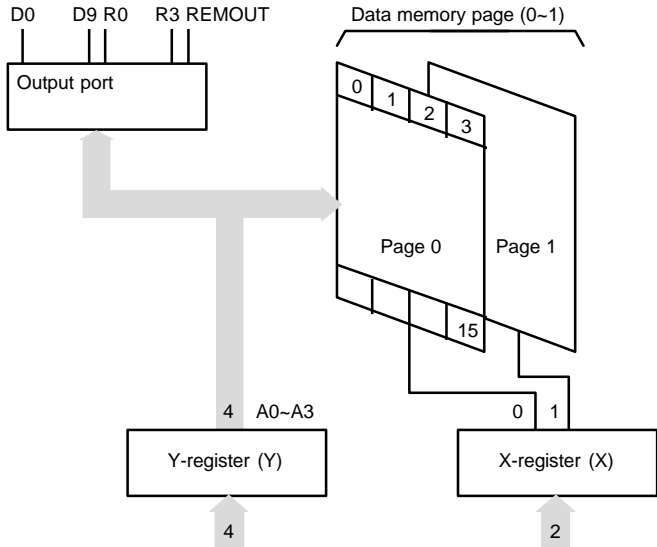 D0 D9 R0 R3 REMOUT
Data memory page (0~1)
Output port
0 1 2 3
Page 0 Page 1
15
4 A0~A3
0 1
Y-register (Y)
X-register (X)
4
2